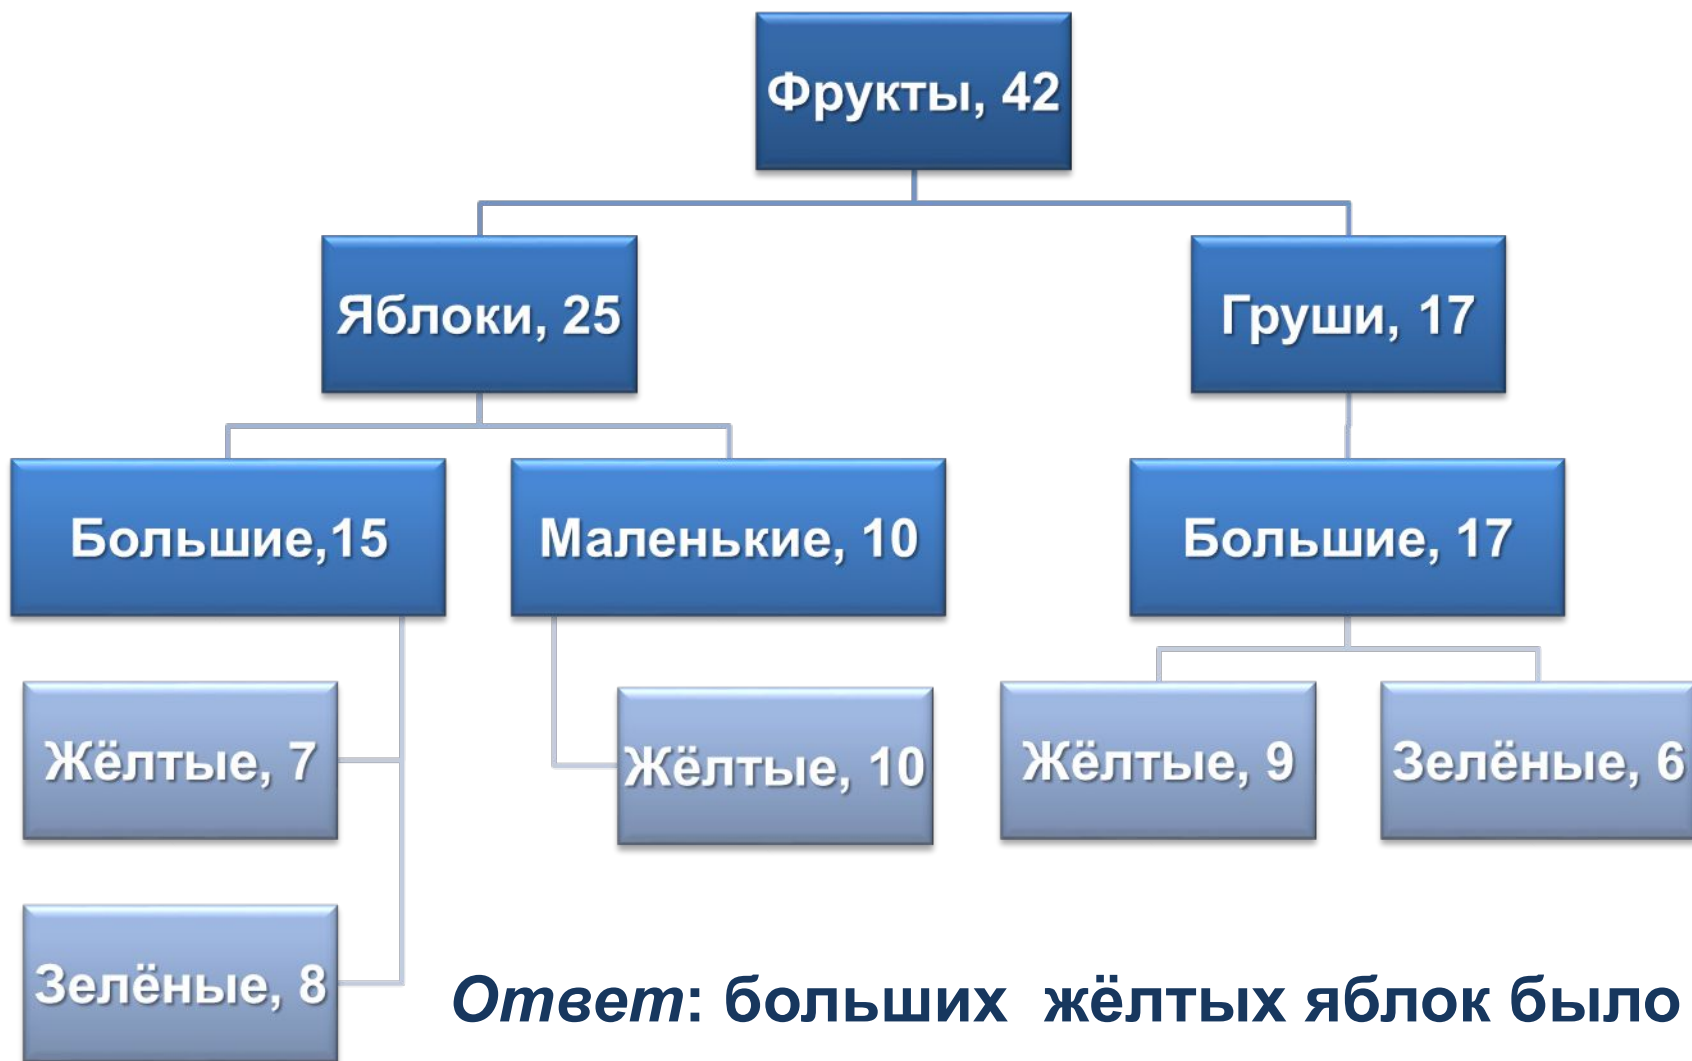 Фрукты, 42
Яблоки, 25
Груши, 17
Большие,15
Маленькие, 10
Большие, 17
Жёлтые, 7
Жёлтые, 10
Жёлтые, 9
Зелёные, 6
Зелёные, 8
Ответ: больших жёлтых яблок было